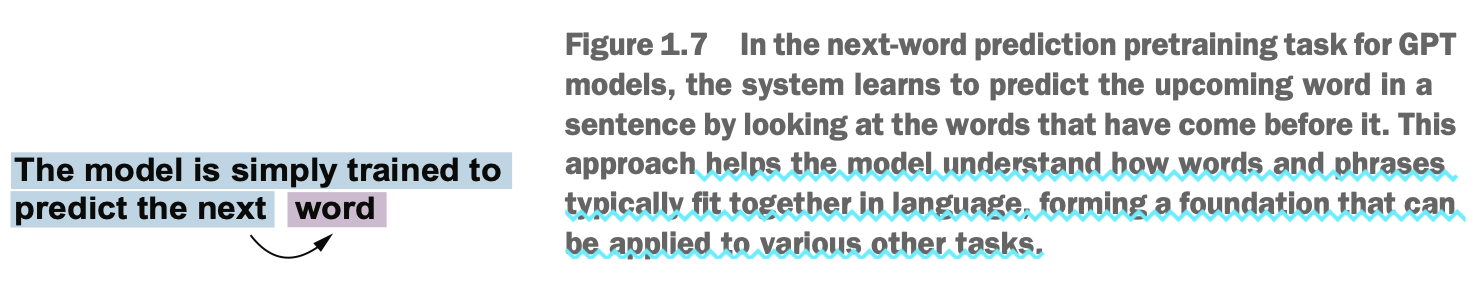 The model is simply trained to
predict the next word
Figure 1.7 In the next-word prediction pretraining task for GPT
models, the system learns to predict the upcoming word in a
sentence by looking at the words that have come before it. This
approach helps the model understand how words and phrases
typically fit together in language, forming a foundation that can
be applied to various other tasks.